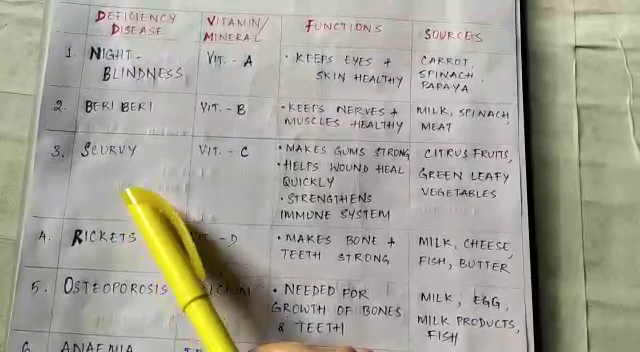 DEFICIENCY DISEASE VITAMIN/ MINERAL FUNCTIONS SOURCES
1. NIGHT- BLINDNESS VIT. - A • KEEPS EYES + SKIN HEALTHY CARROT, SPINACH, PAPAYA
2. BERI BERI VIT. - B • KEEPS NERVES + MUSCLES HEALTHY MILK, SPINACH, MEAT
3. SCURVY VIT. - C • MAKES GUMS STRONG • HELPS WOUND HEAL QUICKLY • STRENGTHENS IMMUNE SYSTEM CITRUS FRUITS, GREEN LEAFY VEGETABLES
4. RICKETS VIT - D • MAKES BONE + TEETH STRONG MILK, CHEESE, FISH, BUTTER
5. OSTEOPOROSIS • NEEDED FOR GROWTH OF BONES & TEETH MILK, EGG, MILK PRODUCTS, FISH
6 ANAEMIA